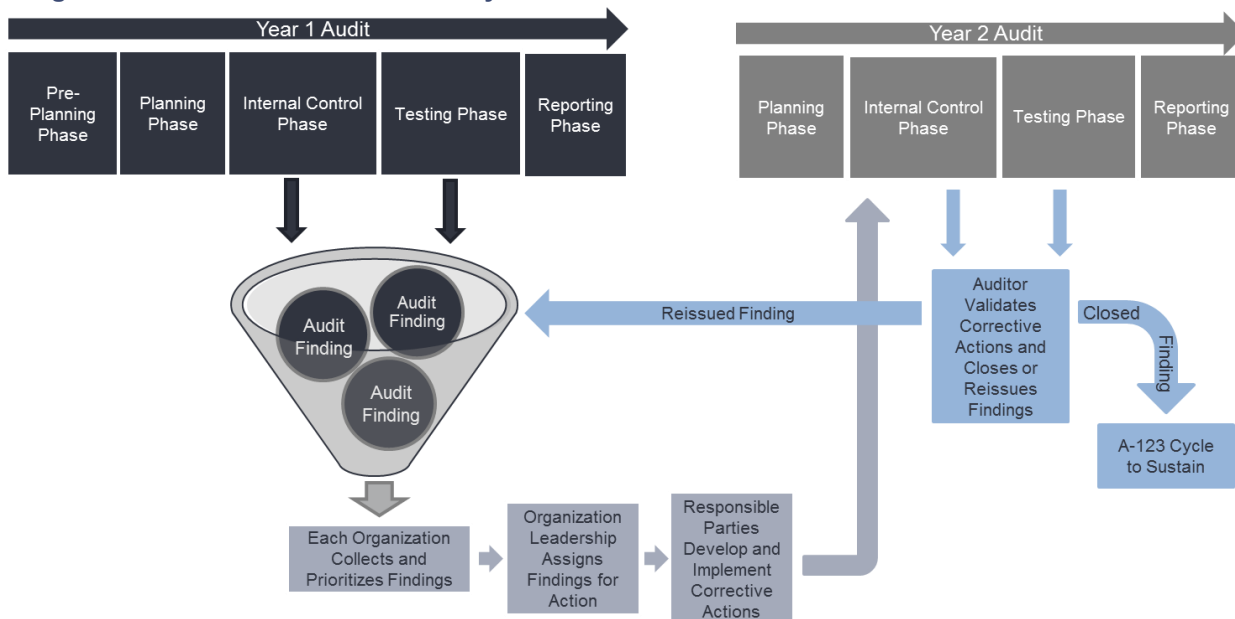 Year 1 Audit
Pre-
Planning
Phase
Planning
Phase
Internal Control
Phase
Testing Phase
Reporting
Phase
Year 2 Audit
Planning
Phase
Internal Control
Phase
Testing Phase
Reporting
Phase
Audit
Finding
Audit
Finding
Audit
Finding
Reissued Finding
Auditor
Validates
Corrective
Actions and
Closes or
Reissues
Findings
Closed
Finding
A-123 Cycle
to Sustain
Each Organization
Collects and
Prioritizes Findings
Organization
Leadership
Assigns
Findings for
Action
Responsible
Parties
Develop and
Implement
Corrective
Actions